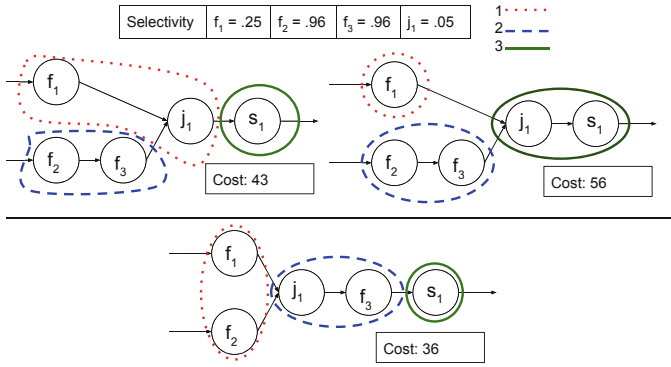 Selectivity f1 = .25 f2 = .96 f3 = .96 j1 = .05
1
2
3
f1
j1
s1
f2
f3
Cost: 43
f1
j1
s1
f2
f3
Cost: 56
f1
j1
f3
s1
f2
Cost: 36